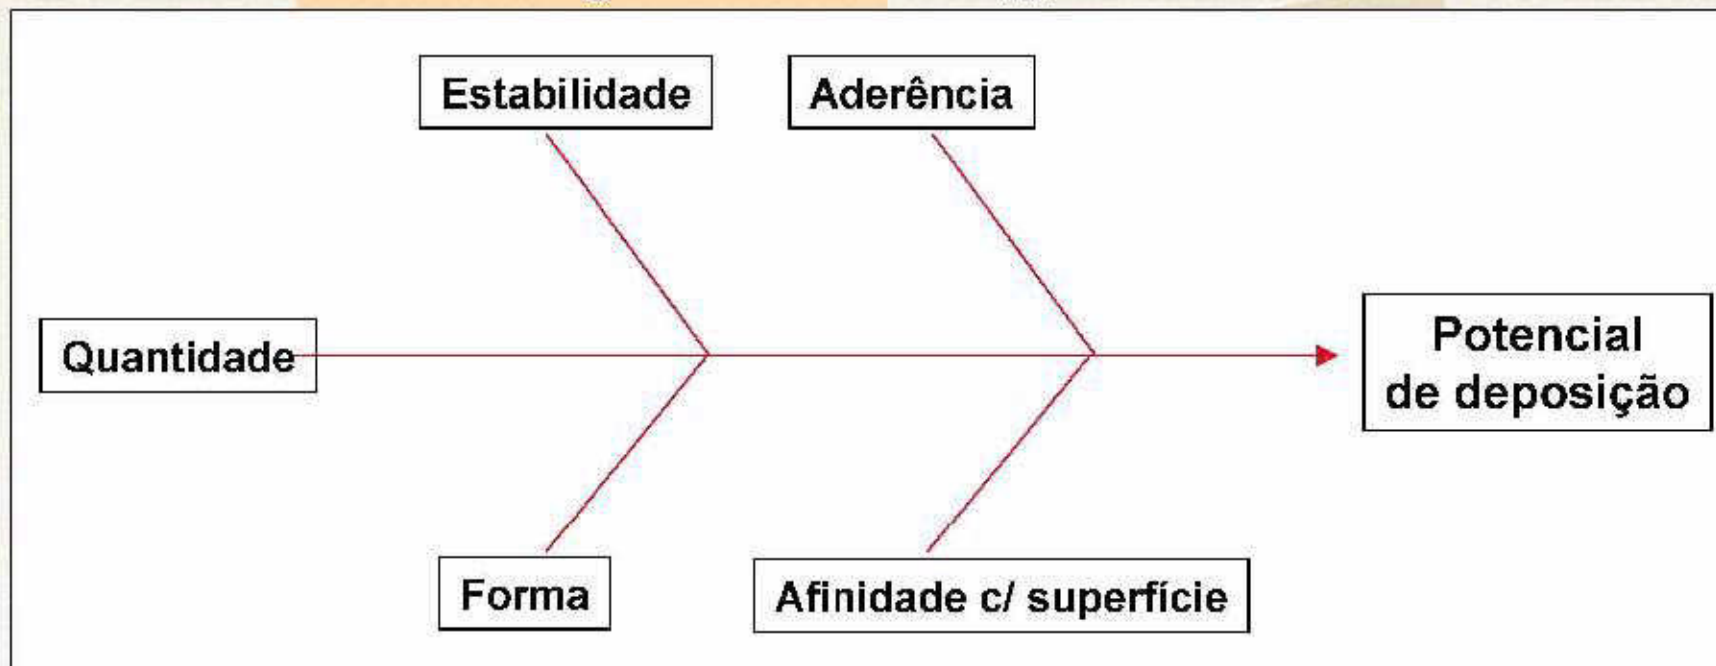 Estabilidade
Aderência
Quantidade
Potencial
de deposição
Forma
Afinidade c/ superfície